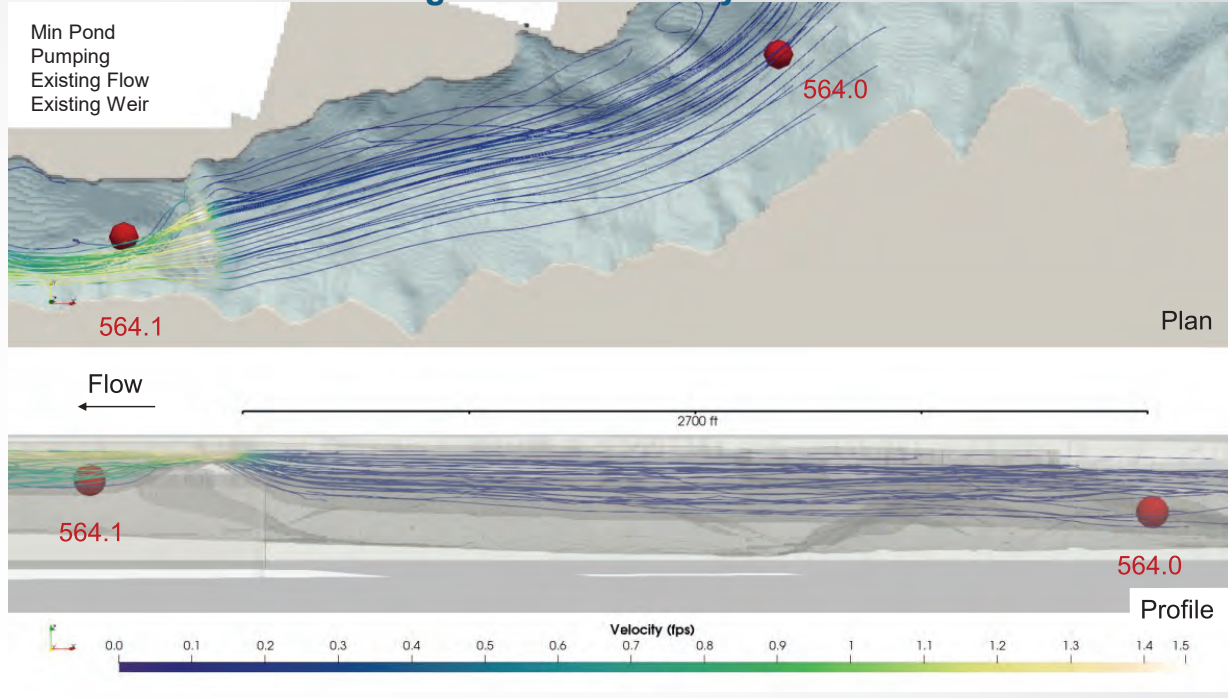 Min Pond
Pumping
Existing Flow
Existing Weir
564.0
564.1
Plan
Flow
2700 ft
564.1
564.0
Profile
Velocity (fps)
0.0 0.1 0.2 0.3 0.4 0.5 0.6 0.7 0.8 0.9 1 1.1 1.2 1.3 1.4 1.5